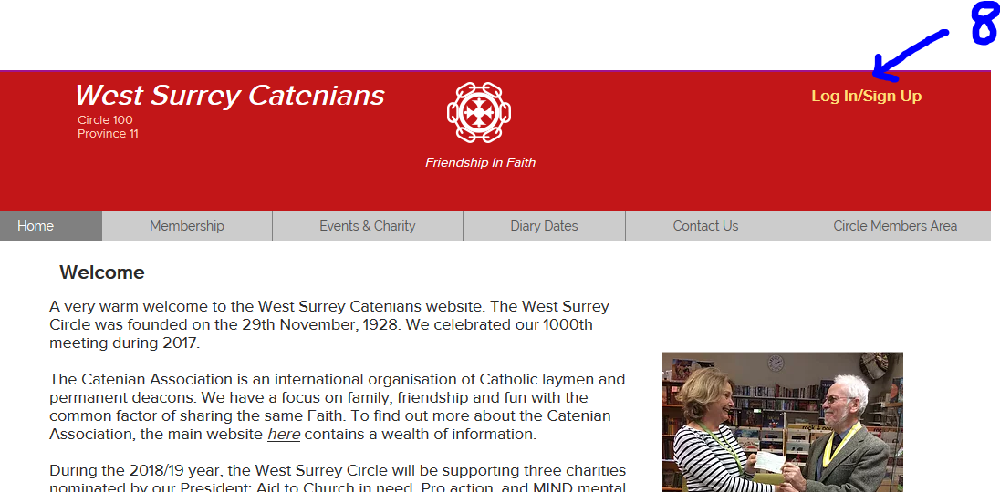 8
West Surrey Catenians
Log In/Sign Up
Circle 100
Province 11
Friendship In Faith
Home
Membership
Events & Charity
Diary Dates
Contact Us
Circle Members Area
Welcome
A very warm welcome to the West Surrey Catenians website. The West Surrey
Circle was founded on the 29th November, 1928. We celebrated our 1000th
meeting during 2017.
The Catenian Association is an international organisation of Catholic laymen and
permanent deacons. We have a focus on family, friendship and fun with the
common factor of sharing the same Faith. To find out more about the Catenian
Association, the main website here contains a wealth of information.
During the 2018/19 year, the West Surrey Circle will be supporting three charities
nominated by our President: Aid to Church in need, Pro action, and MIND mental